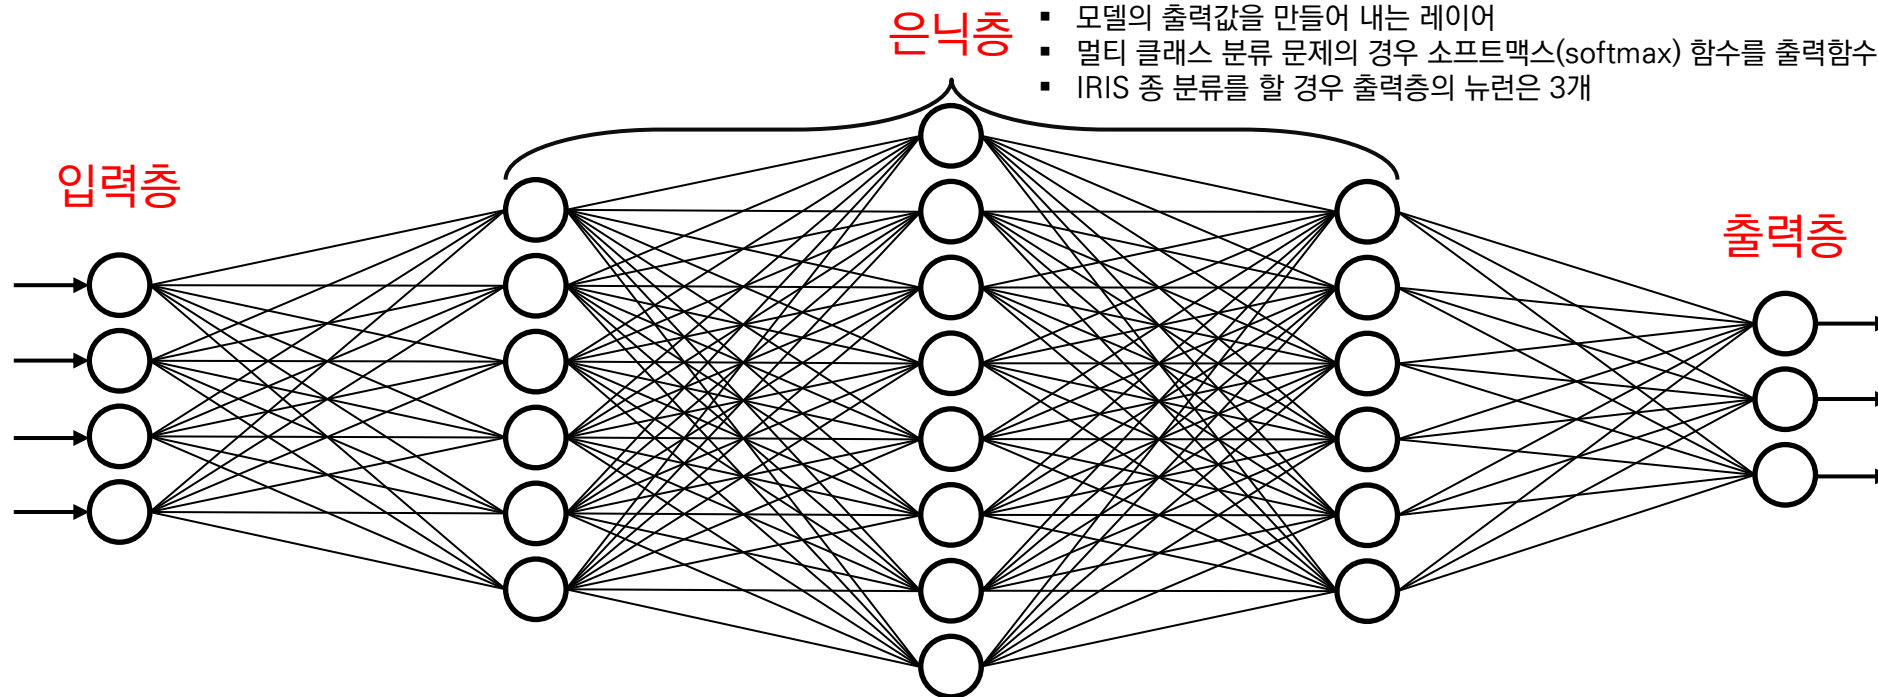 은닉층
▪ 모델의 출력값을 만들어 내는 레이어
▪ 멀티 클래스 분류 문제의 경우 소프트맥스(softmax) 함수를 출력함수
▪ IRIS 종 분류를 할 경우 출력층의 뉴런은 3개
입력층
출력층